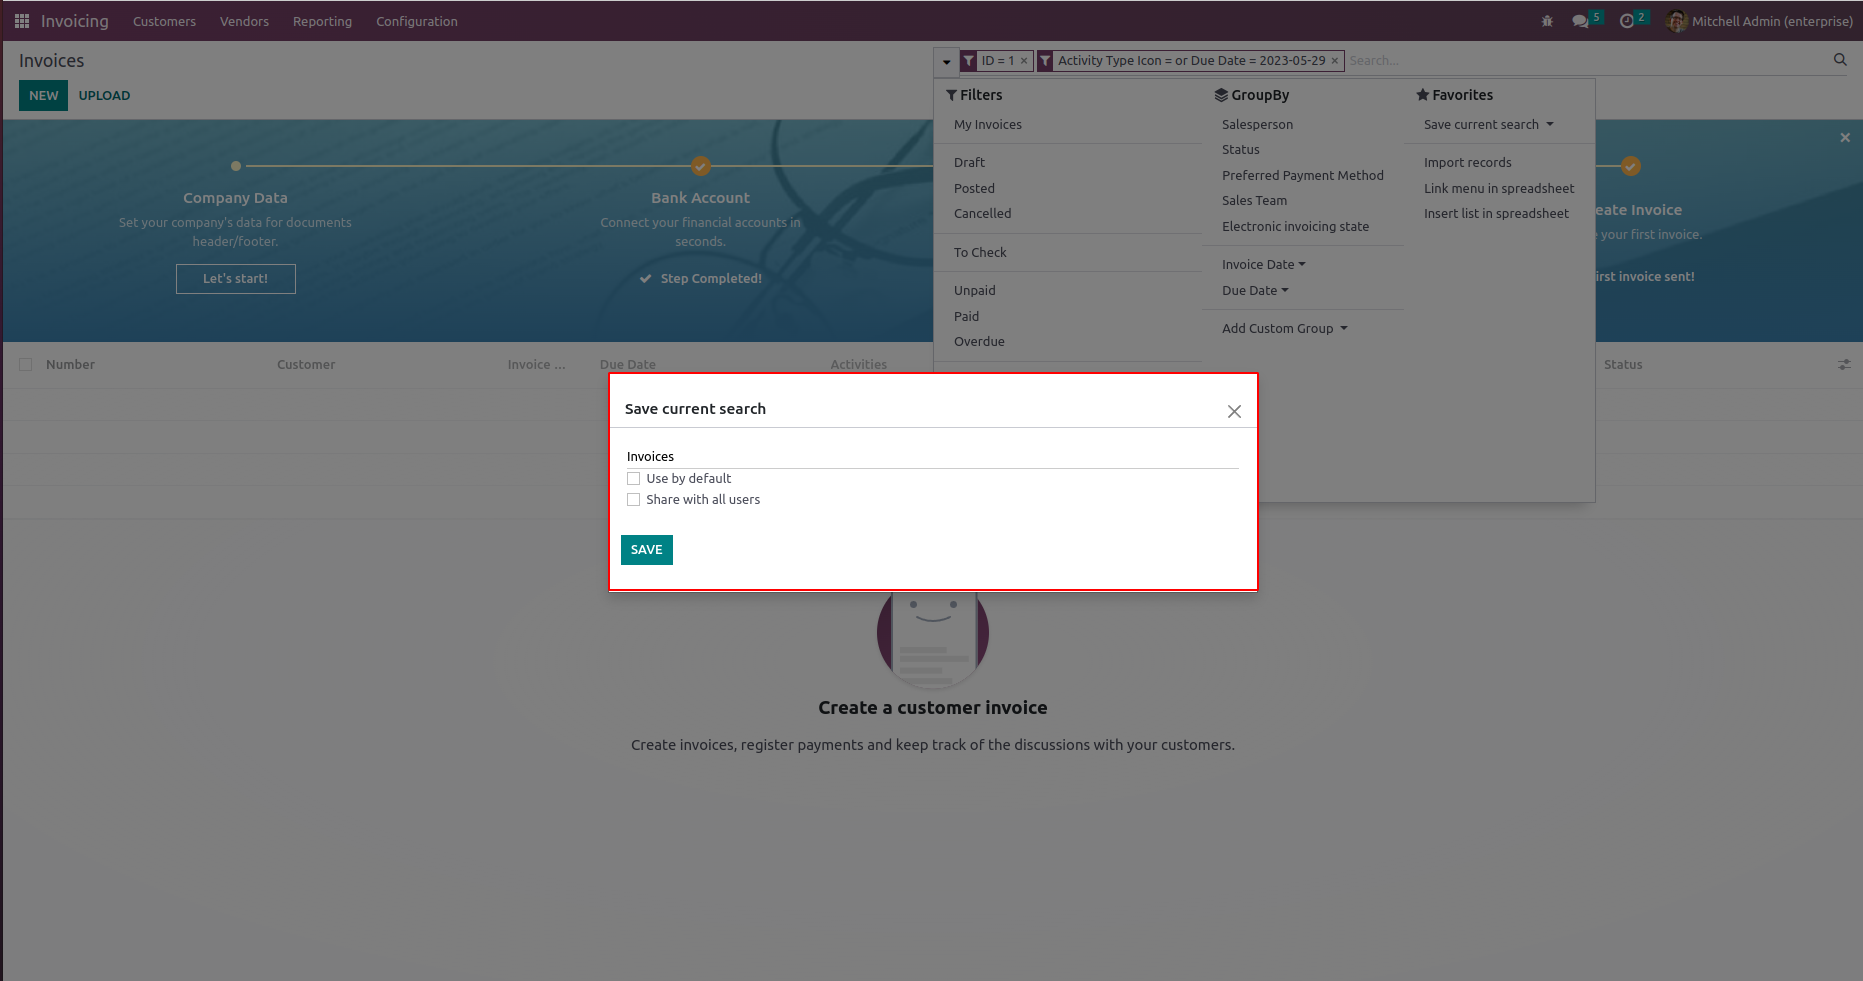 Invoicing Customers Vendors Reporting Configuration 5 2 Mitchell Admin (enterprise)
Invoices
ID = 1 × Activity Type Icon = or Due Date = 2023-05-29 × Search...
NEW UPLOAD
Filters
My Invoices
Draft
Posted
Cancelled
To Check
Unpaid
Paid
Overdue
GroupBy
Salesperson
Status
Preferred Payment Method
Sales Team
Electronic invoicing state
Invoice Date
Due Date
Add Custom Group
Favorites
Save current search
Import records
Link menu in spreadsheet
Insert list in spreadsheet
Company Data
Set your company's data for documents
header/footer.
Let's start!
Bank Account
Connect your financial accounts in
seconds.
Step Completed!
eate Invoice
your first invoice.
irst invoice sent!
Number Customer Invoice ... Due Date Activities Status
Save current search
Invoices
Use by default
Share with all users
SAVE
Create a customer invoice
Create invoices, register payments and keep track of the discussions with your customers.